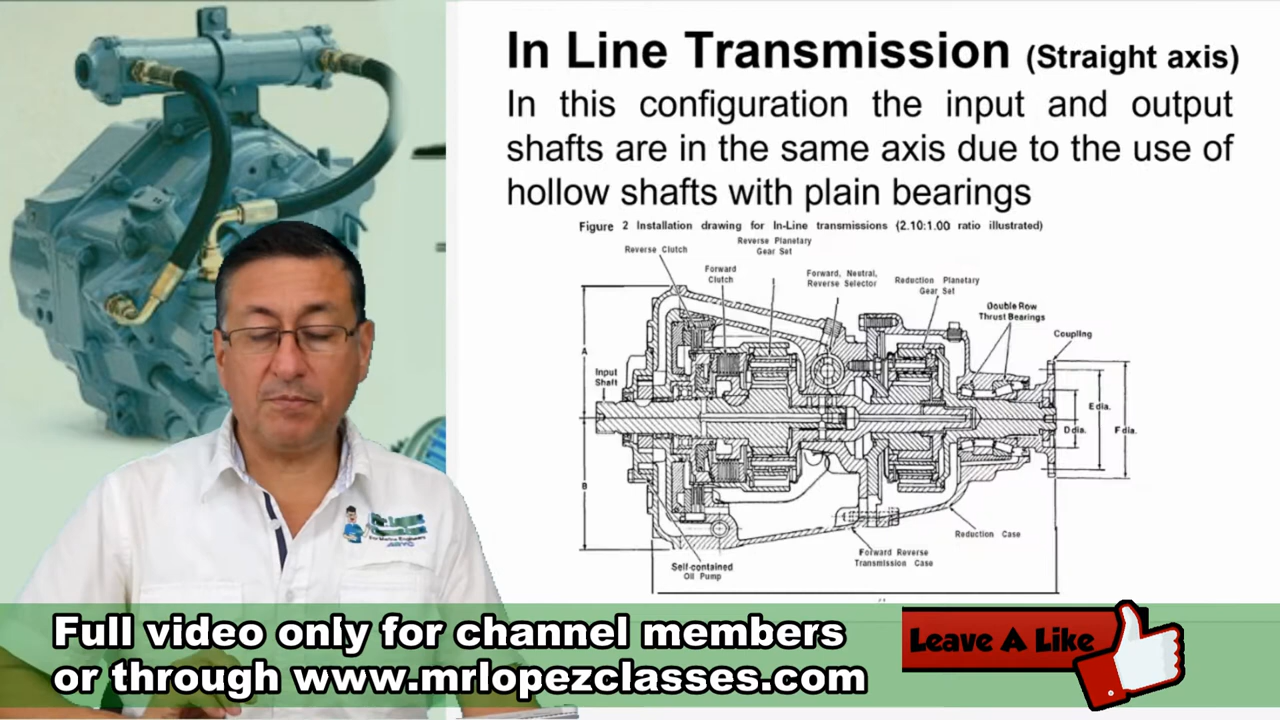 In Line Transmission (Straight axis)
In this configuration the input and output
shafts are in the same axis due to the use of
hollow shafts with plain bearings
Figure 2 Installation drawing for In-Line transmissions (2.10:1.00 ratio illustrated)
Reverse Clutch
Reverse Planetary
Gear Set
Forward
Clutch
Forward, Neutral,
Reverse Selector
Reduction Planetary
Gear Set
Double Row
Thrust Bearings
Coupling
A
Input
Shaft
E dia.
D dia.
F dia.
B
Reduction Case
Forward Reverse
Transmission Case
Self-contained
Oil Pump
For Marine Engineers
ABYC
Full video only for channel members
or through www.mrlopezclasses.com
Leave A Like